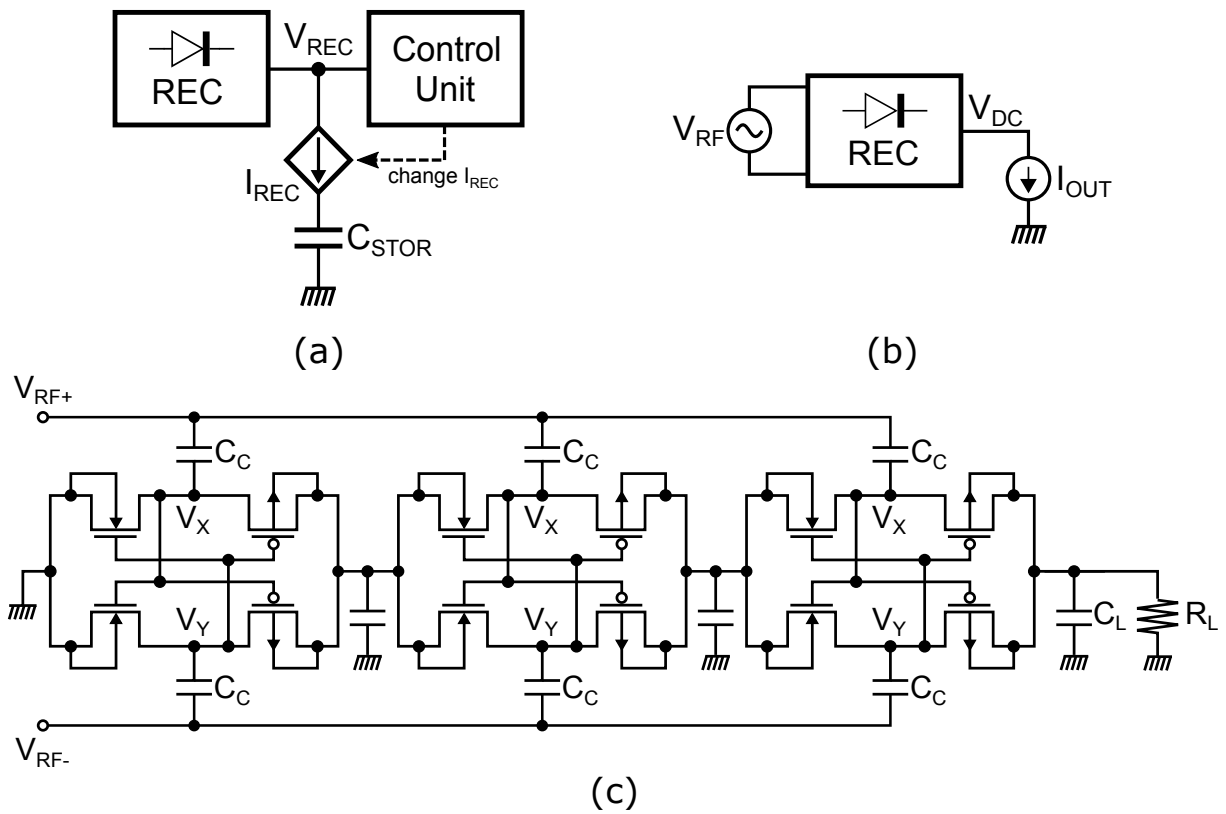 V_REC
REC
Control
Unit
I_REC
change I_REC
C_STOR
(a)
V_RF
REC
V_DC
I_OUT
(b)
V_RF+
C_C C_C C_C
V_X V_X V_X
V_Y V_Y V_Y
C_L R_L
C_C C_C C_C
V_RF-
(c)